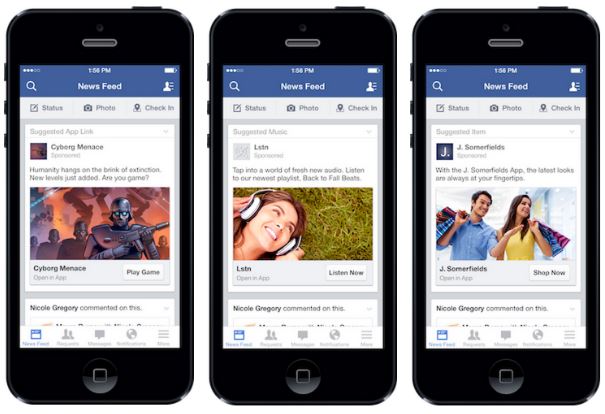 1:56 PM
News Feed
Status
Photo
Check In
Suggested App Link
Cyborg Menace
Sponsored
Humanity hangs on the brink of extinction.
New levels just added. Are you game?
Cyborg Menace
Open in App
Play Game
Nicole Gregory commented on this.
News Feed
Requests
Messages
Notifications
More
1:56 PM
News Feed
Status
Photo
Check In
Suggested Music
Lstn
Sponsored
Tap into a world of fresh new audio. Listen
to our newest playlist, Back to Fall Beats.
Lstn
Open in App
Listen Now
Nicole Gregory commented on this.
News Feed
Requests
Messages
Notifications
More
1:56 PM
News Feed
Status
Photo
Check In
Suggested Item
J.
J. Somerfields
Sponsored
With the J. Somerfields App, the latest looks
are always at your fingertips.
J. Somerfields
Open in App
Shop Now
Nicole Gregory commented on this.
News Feed
Requests
Messages
Notifications
More